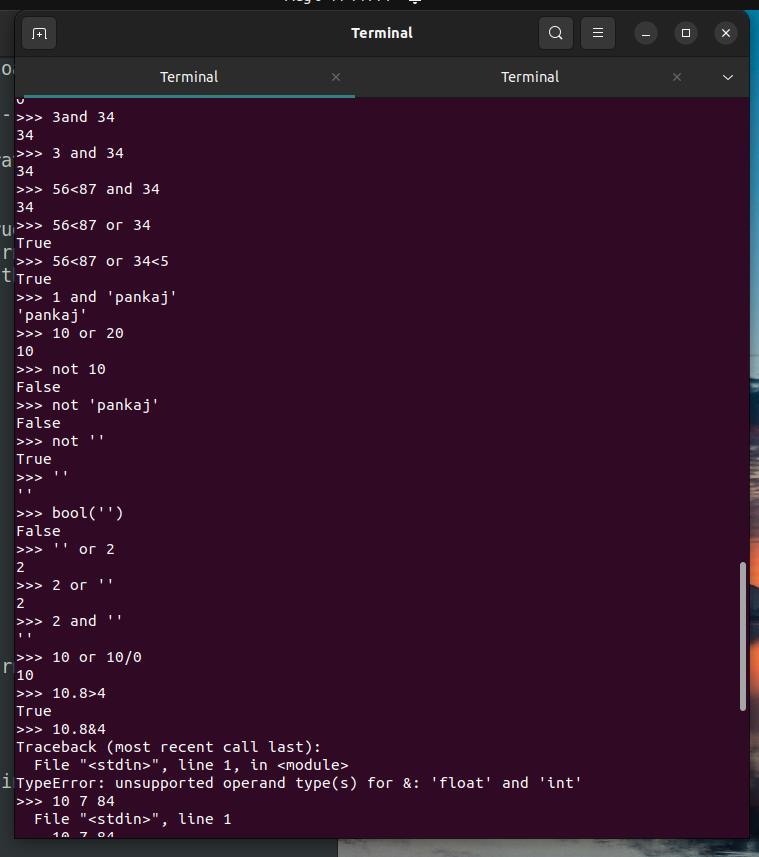 Terminal
Terminal
Terminal
>>> 3and 34
34
>>> 3 and 34
34
>>> 56<87 and 34
34
>>> 56<87 or 34
True
>>> 56<87 or 34<5
True
>>> 1 and 'pankaj'
'pankaj'
>>> 10 or 20
10
>>> not 10
False
>>> not 'pankaj'
False
>>> not ''
True
>>> ''
''
>>> bool('')
False
>>> '' or 2
2
>>> 2 or ''
2
>>> 2 and ''
''
>>> 10 or 10/0
10
>>> 10.8>4
True
>>> 10.8&4
Traceback (most recent call last):
  File "<stdin>", line 1, in <module>
TypeError: unsupported operand type(s) for &: 'float' and 'int'
>>> 10 7 84
  File "<stdin>", line 1
    10 7 84